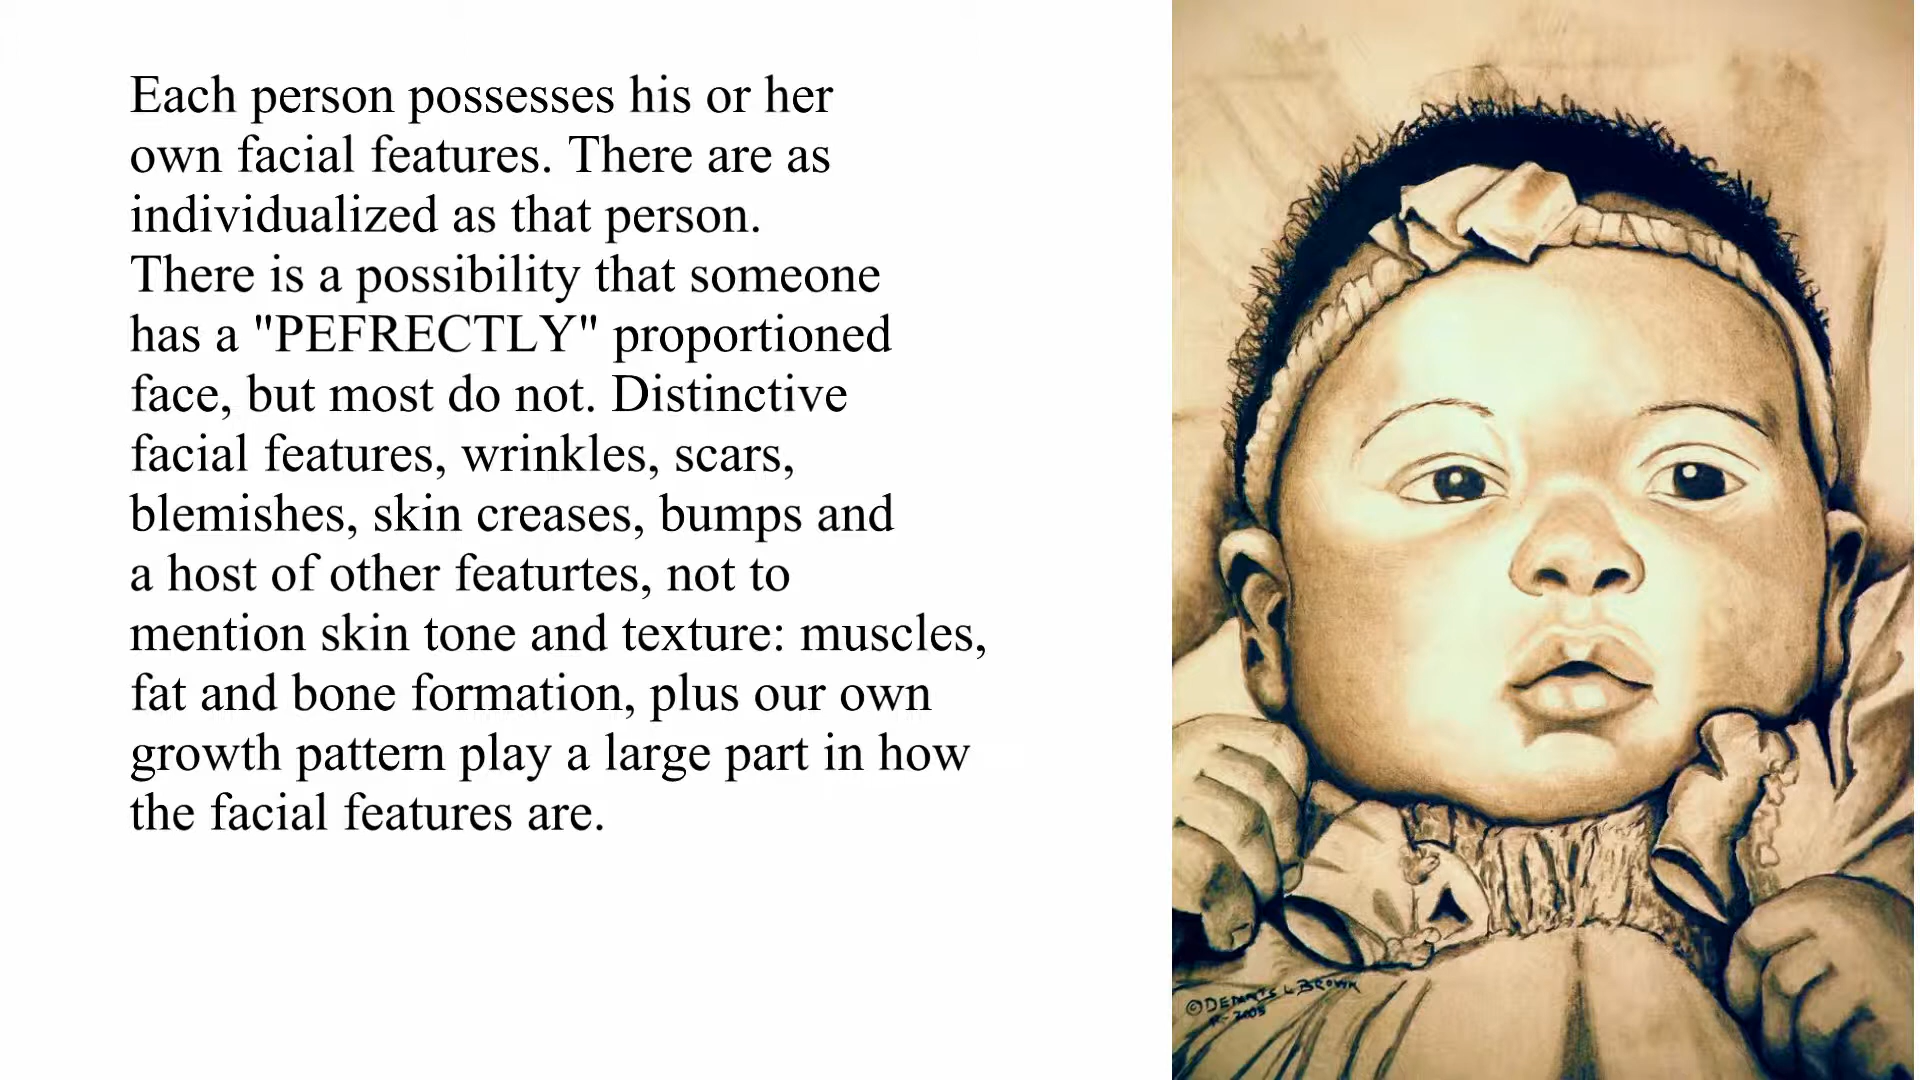 Each person possesses his or her
own facial features. There are as
individualized as that person.
There is a possibility that someone
has a "PEFRECTLY" proportioned
face, but most do not. Distinctive
facial features, wrinkles, scars,
blemishes, skin creases, bumps and
a host of other featurtes, not to
mention skin tone and texture: muscles,
fat and bone formation, plus our own
growth pattern play a large part in how
the facial features are.
©DENNIS L BROWN